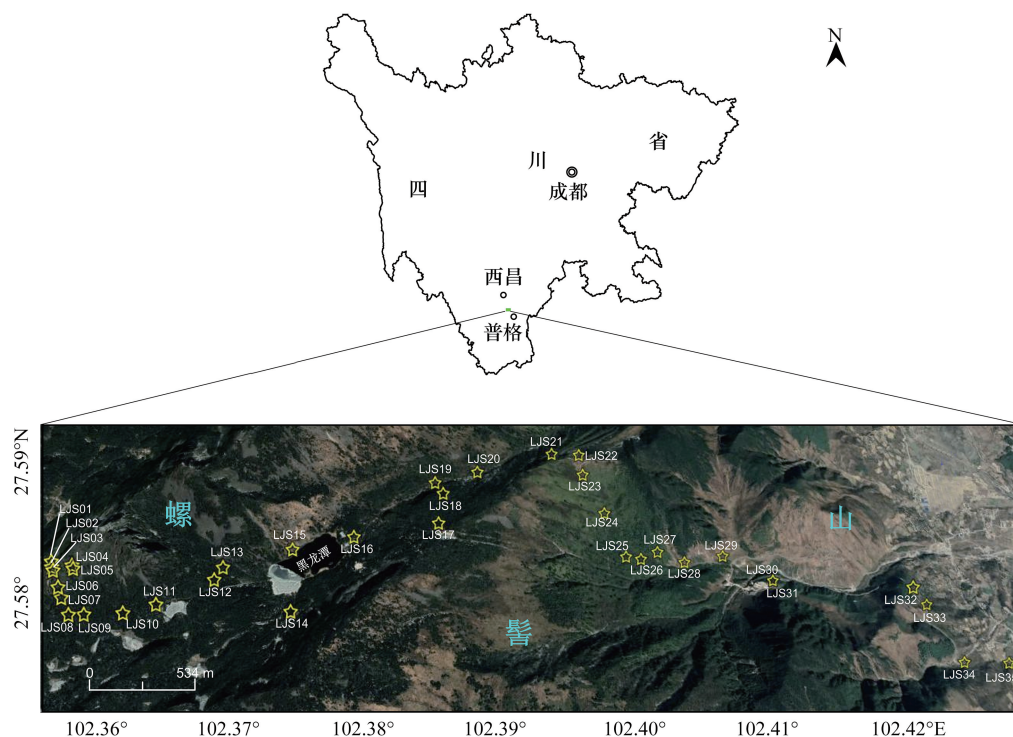 N
省
川
成都
四
西昌
普格
27.59°N
27.58°
LJS21
LJS22
LJS20
LJS19
LJS23
LJS18
LJS01
螺
山
LJS02
LJS24
LJS03
LJS17
LJS15
LJS16
LJS13
LJS25
LJS27
LJS29
LJS04
黑龙潭
LJS05
LJS26
LJS28
LJS30
LJS06
LJS12
LJS31
LJS11
LJS07
LJS32
LJS33
LJS08
LJS09
LJS10
LJS14
髻
0
534 m
LJS34
102.36°
102.37°
102.38°
102.39°
102.40°
102.41°
102.42°E